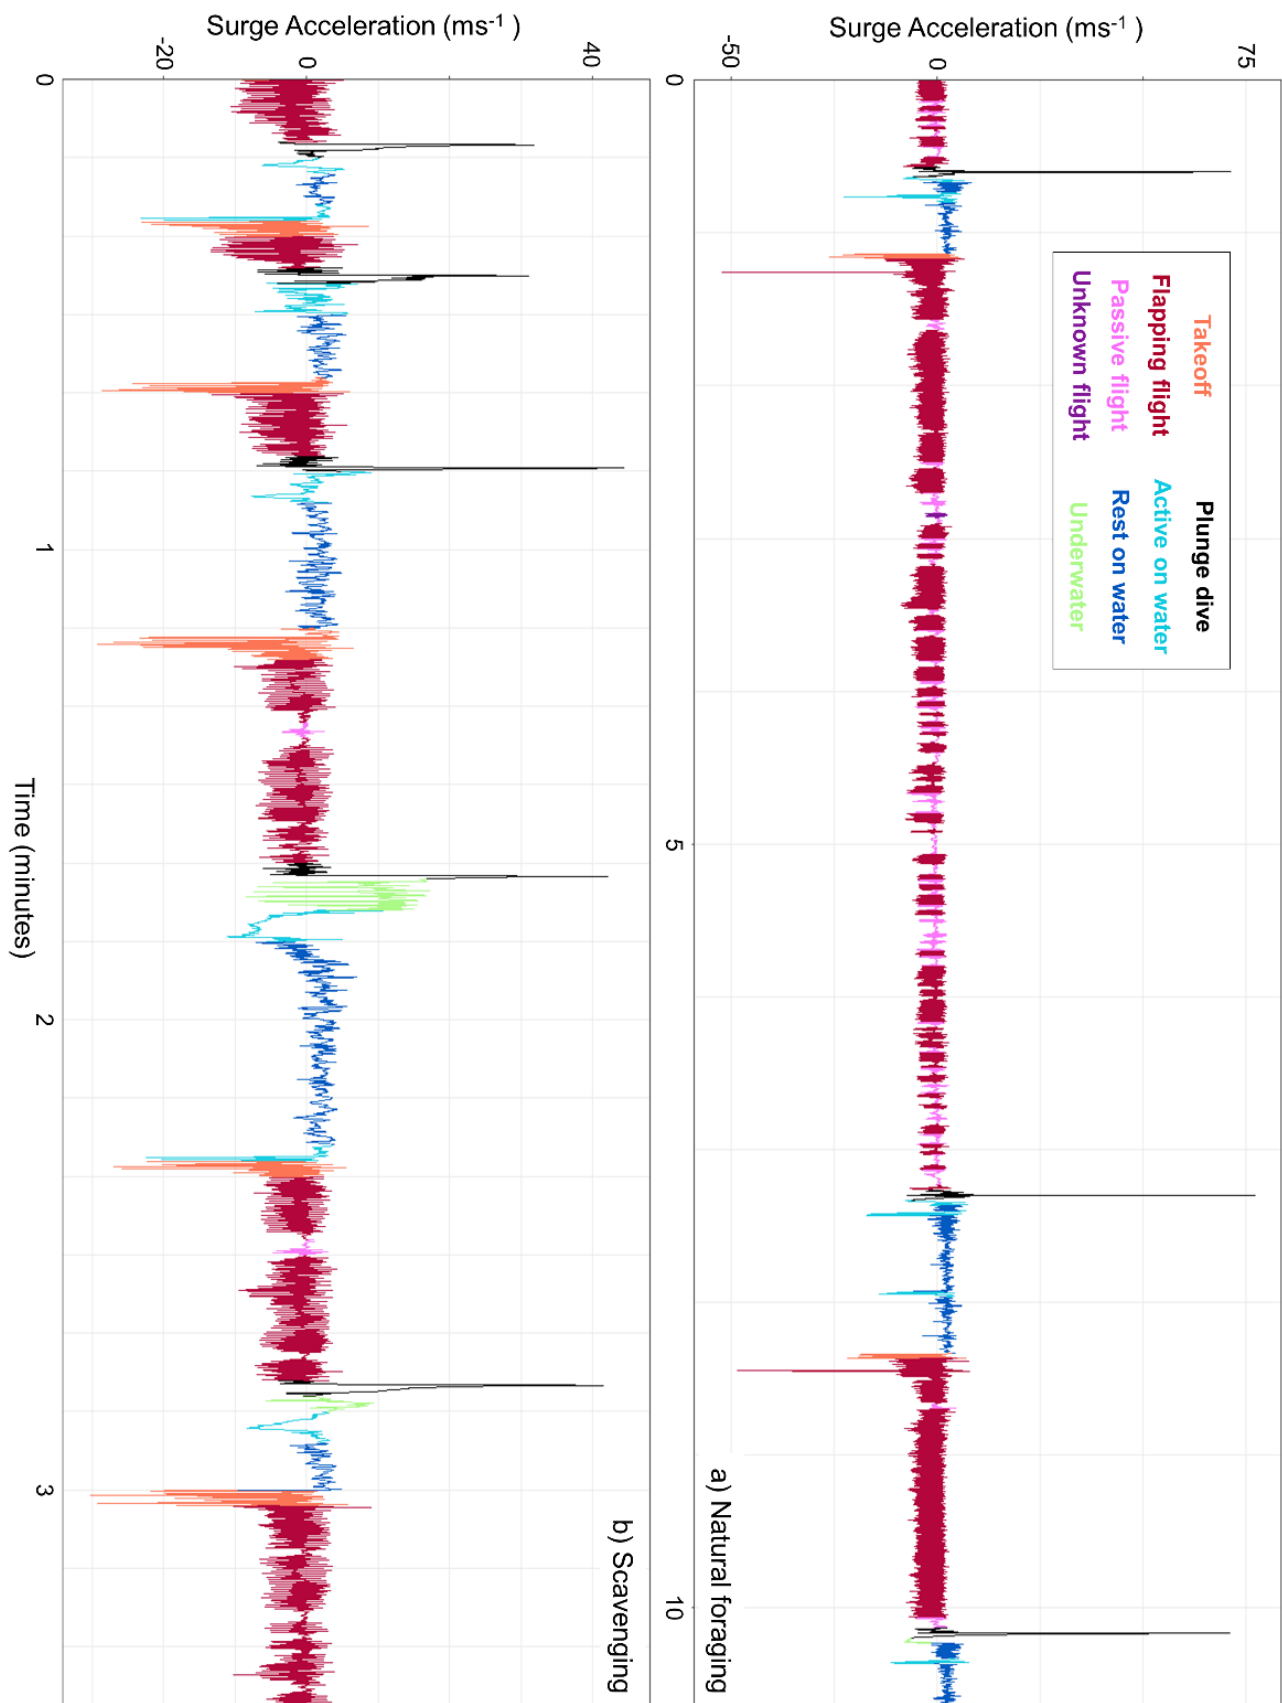 a) Natural foraging
Surge Acceleration (ms-1 )
-50
0
75
Takeoff
Flapping flight
Passive flight
Unknown flight
Plunge dive
Active on water
Rest on water
Underwater
0
5
10
b) Scavenging
Surge Acceleration (ms-1 )
-20
0
40
0
1
2
3
Time (minutes)